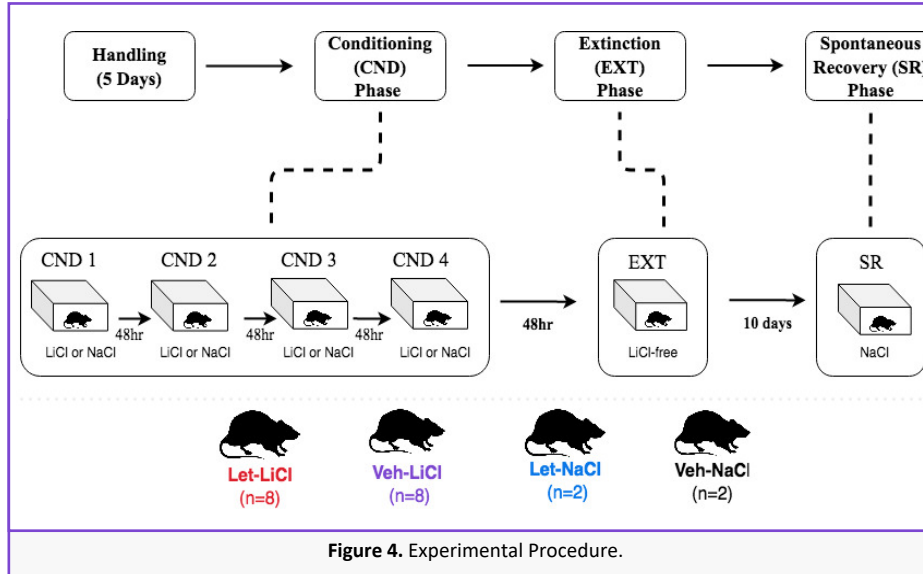 Handling
(5 Days)
Conditioning
(CND)
Phase
Extinction
(EXT)
Phase
Spontaneous
Recovery (SR)
Phase
CND 1
CND 2
CND 3
CND 4
48hr
48hr
48hr
LiCl or NaCl
LiCl or NaCl
LiCl or NaCl
LiCl or NaCl
48hr
EXT
LiCl-free
10 days
SR
NaCl
Let-LiCl
(n=8)
Veh-LiCl
(n=8)
Let-NaCl
(n=2)
Veh-NaCl
(n=2)
Figure 4. Experimental Procedure.